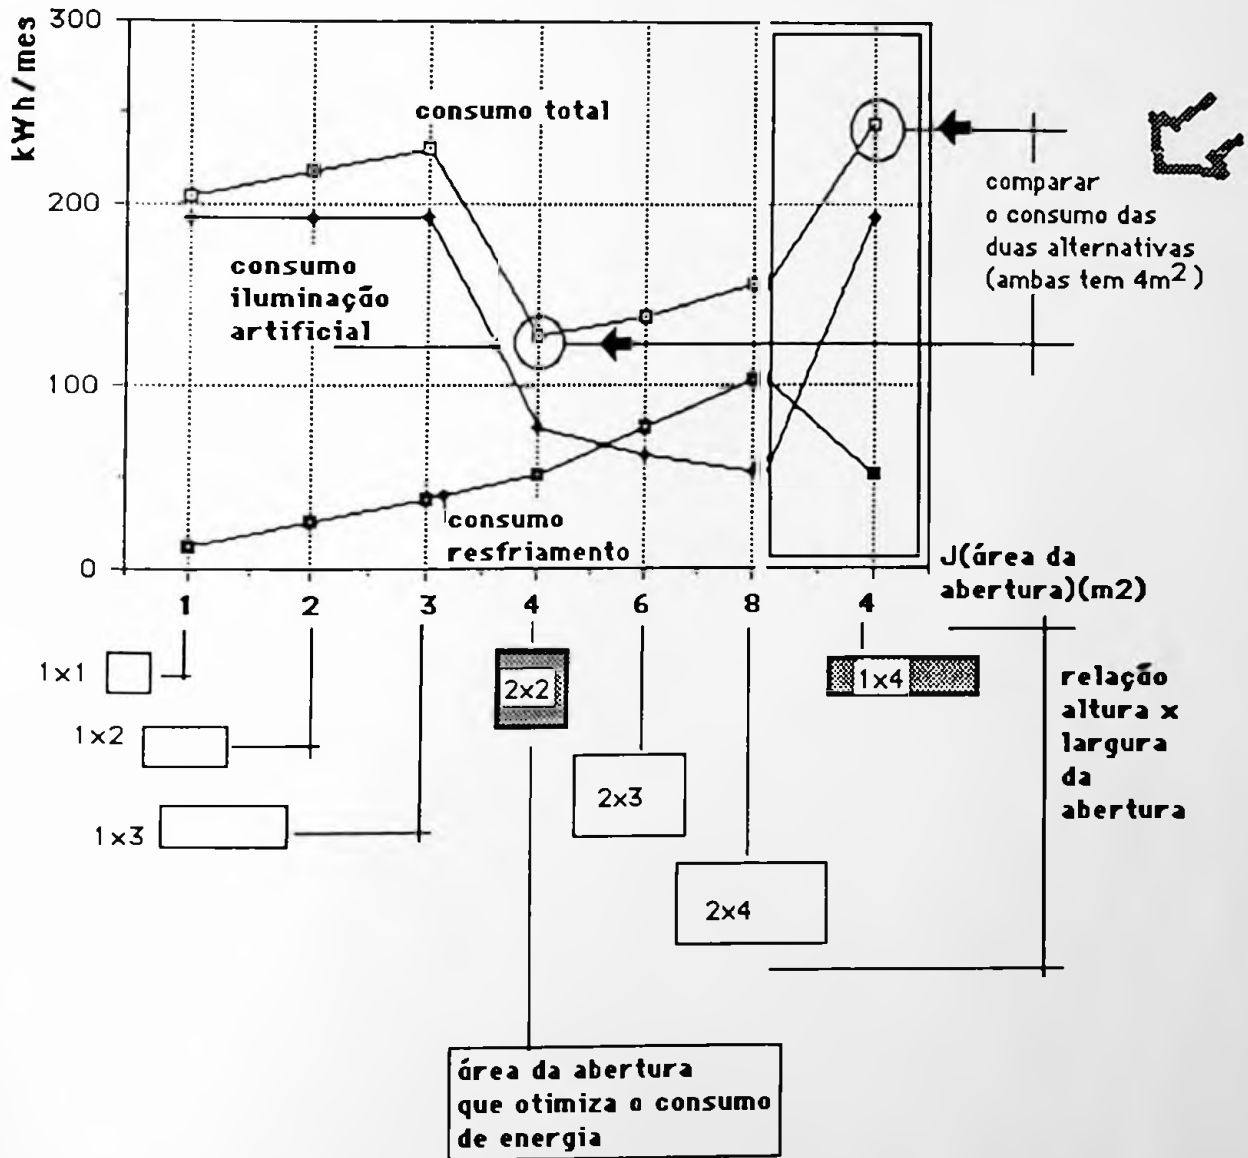 kWh/mes
300
200
100
0
consumo total
consumo
iluminação
artificial
consumo
resfriamento
comparar
o consumo das
duas alternativas
(ambas tem 4m²)
1
2
3
4
6
8
4
J(área da
abertura)(m2)
1x1
1x2
1x3
2x2
2x3
2x4
1x4
relação
altura x
largura
da
abertura
área da abertura
que otimiza o consumo
de energia